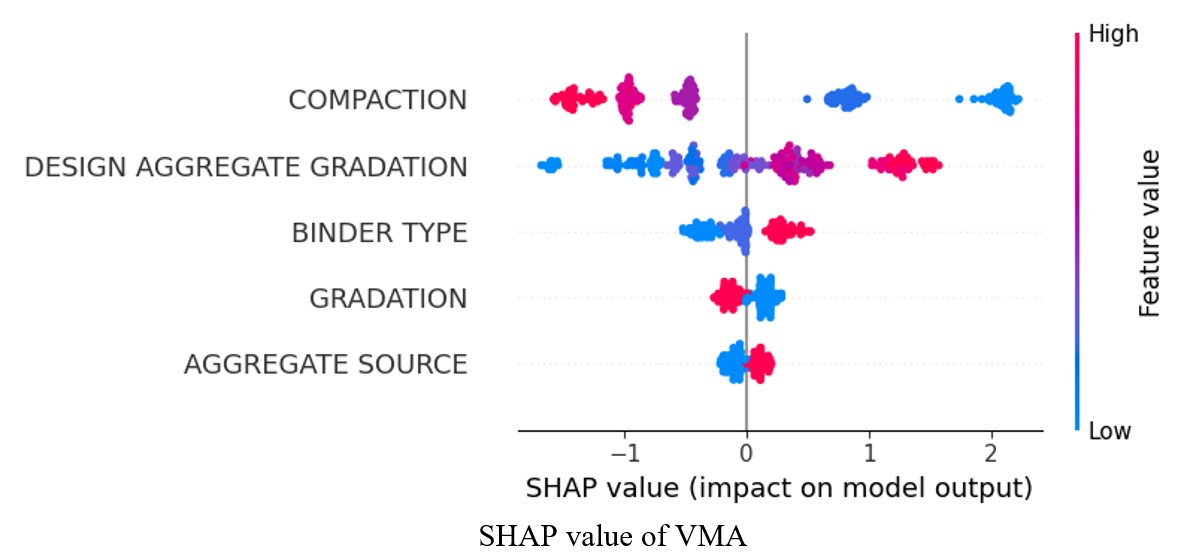 High
COMPACTION
DESIGN AGGREGATE GRADATION
BINDER TYPE
GRADATION
AGGREGATE SOURCE
Feature value
Low
−1 0 1 2
SHAP value (impact on model output)
SHAP value of VMA